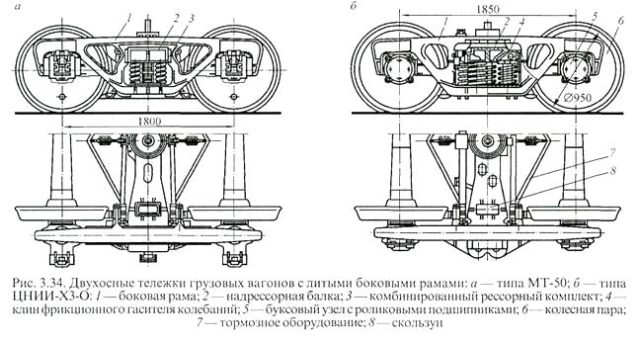 а
1
2
3
б
1850
1
2
4
5
6
Ø950
1800
7
8
Рис. 3.34. Двухосные тележки грузовых вагонов с литыми боковыми рамами: а — типа МТ-50; б — типа
ЦНИИ-Х3-О: 1 — боковая рама; 2 — надрессорная балка; 3 — комбинированный рессорный комплект; 4 —
клин фрикционного гасителя колебаний; 5 — буксовый узел с роликовыми подшипниками; 6 — колесная пара;
7 — тормозное оборудование; 8 — скользун